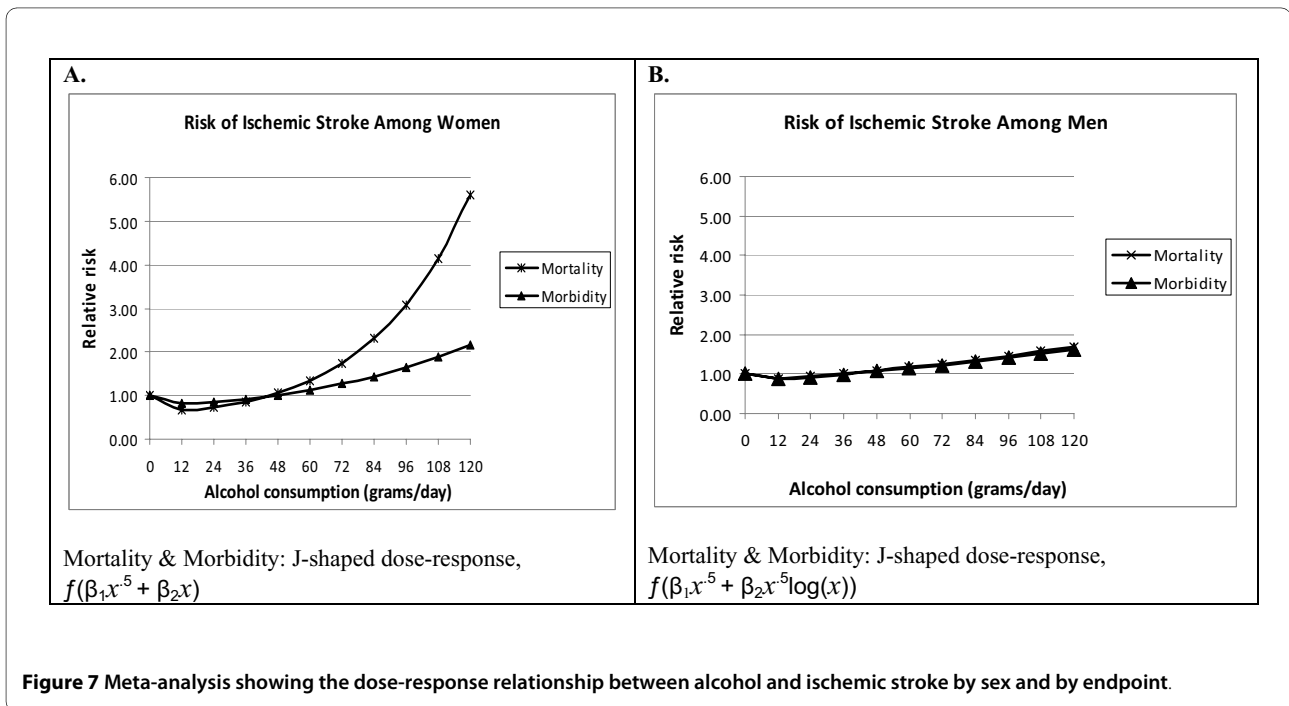 A.
Risk of Ischemic Stroke Among Women
Relative risk
6.00
5.00
4.00
3.00
2.00
1.00
0.00
0 12 24 36 48 60 72 84 96 108 120
Alcohol consumption (grams/day)
Mortality
Morbidity
Mortality & Morbidity: J-shaped dose-response,
f(β₁x^.5 + β₂x)
B.
Risk of Ischemic Stroke Among Men
Relative risk
6.00
5.00
4.00
3.00
2.00
1.00
0.00
0 12 24 36 48 60 72 84 96 108 120
Alcohol consumption (grams/day)
Mortality
Morbidity
Mortality & Morbidity: J-shaped dose-response,
f(β₁x^.5 + β₂x^.5log(x))
Figure 7 Meta-analysis showing the dose-response relationship between alcohol and ischemic stroke by sex and by endpoint.